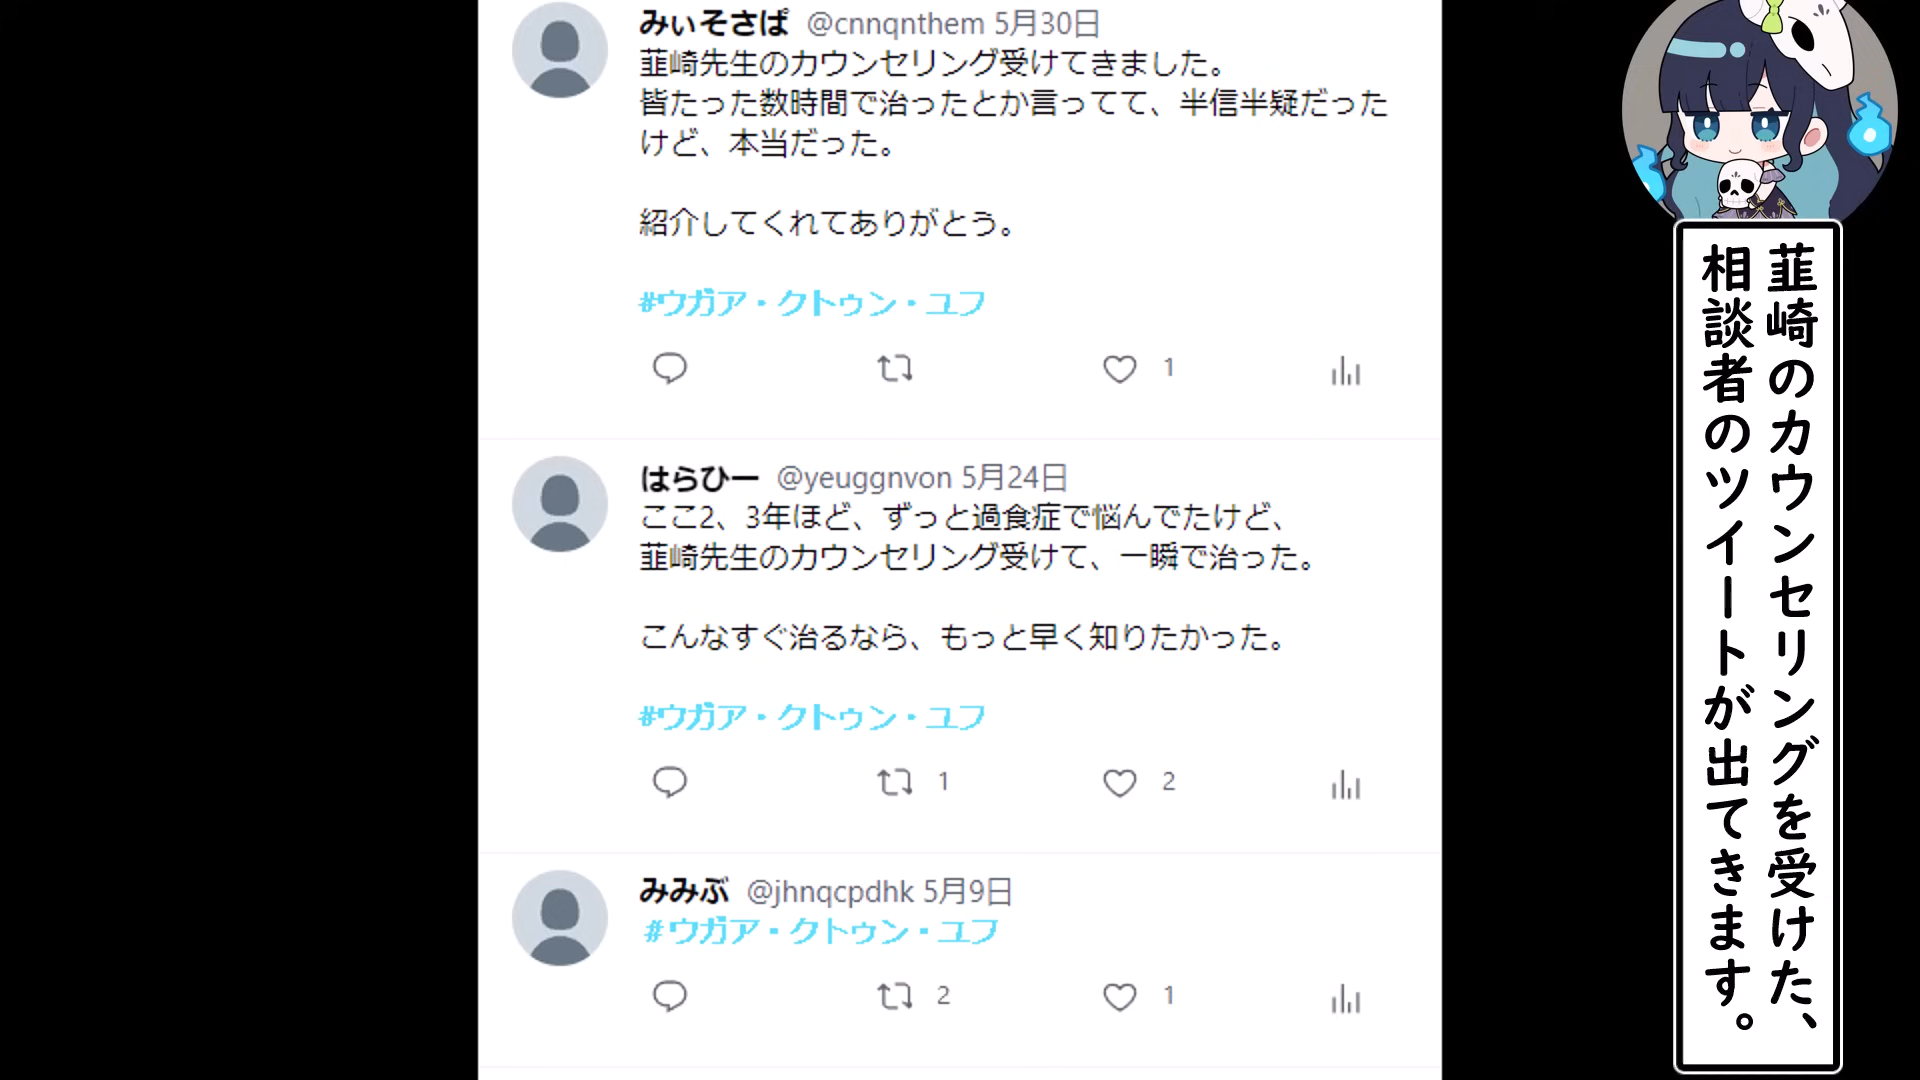 みぃそさぱ @cnnqnthem 5月30日
韮崎先生のカウンセリング受けてきました。
皆たった数時間で治ったとか言ってて、半信半疑だった
けど、本当だった。
紹介してくれてありがとう。
#ウガア・クトゥン・ユフ
1
はらひー @yeuggnvon 5月24日
ここ2、3年ほど、ずっと過食症で悩んでたけど、
韮崎先生のカウンセリング受けて、一瞬で治った。
こんなすぐ治るなら、もっと早く知りたかった。
#ウガア・クトゥン・ユフ
1 2
みみぶ @jhnqcpdhk 5月9日
#ウガア・クトゥン・ユフ
2 1
韮崎のカウンセリングを受けた、
相談者のツイートが出てきます。